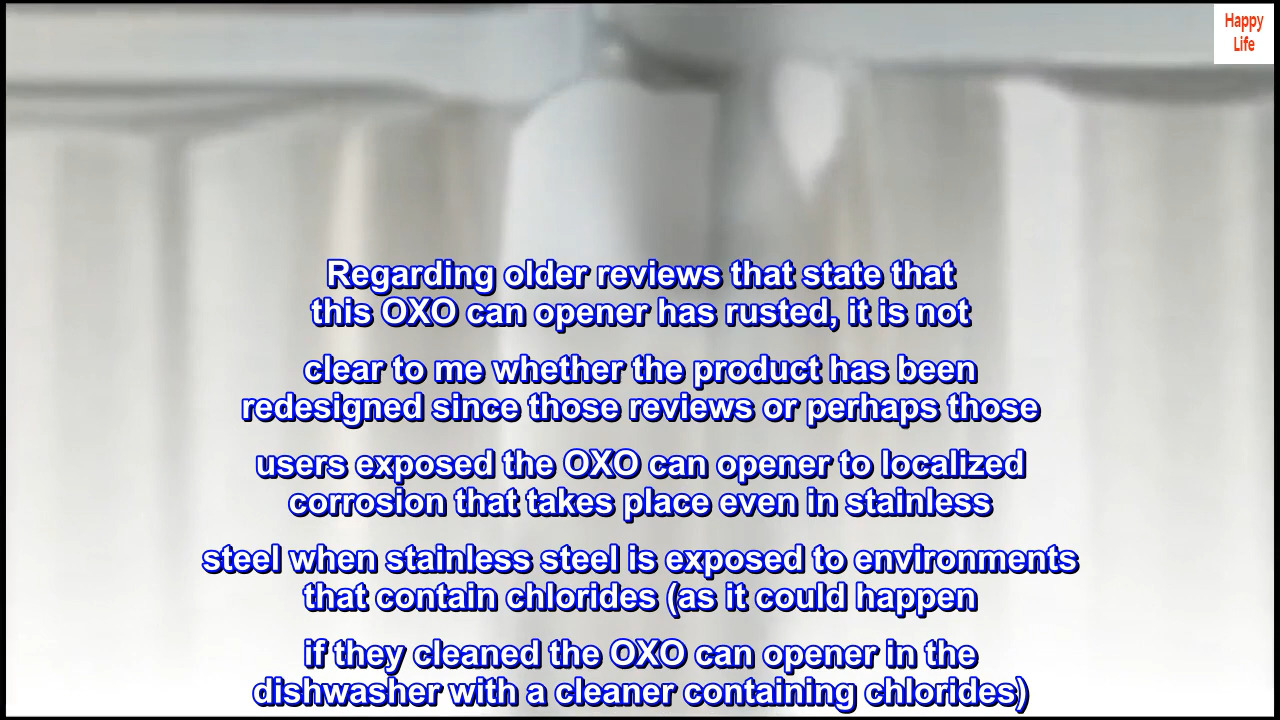 Happy
Life
Regarding older reviews that state that
this OXO can opener has rusted, it is not
clear to me whether the product has been
redesigned since those reviews or perhaps those
users exposed the OXO can opener to localized
corrosion that takes place even in stainless
steel when stainless steel is exposed to environments
that contain chlorides (as it could happen
if they cleaned the OXO can opener in the
dishwasher with a cleaner containing chlorides)